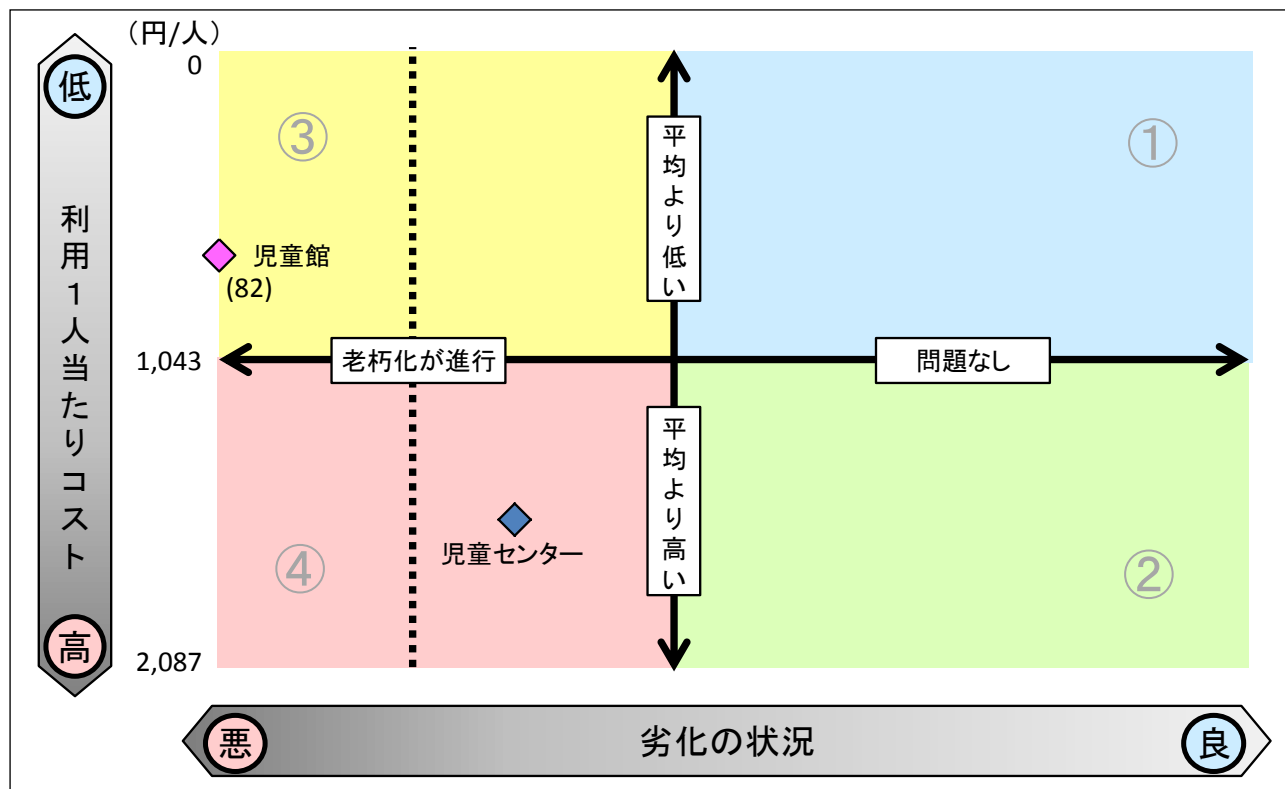 （円/人）
0
低
③
①
平均より低い
利用１人当たりコスト
児童館
(82)
1,043
老朽化が進行
問題なし
平均より高い
児童センター
④
②
高
2,087
悪
劣化の状況
良